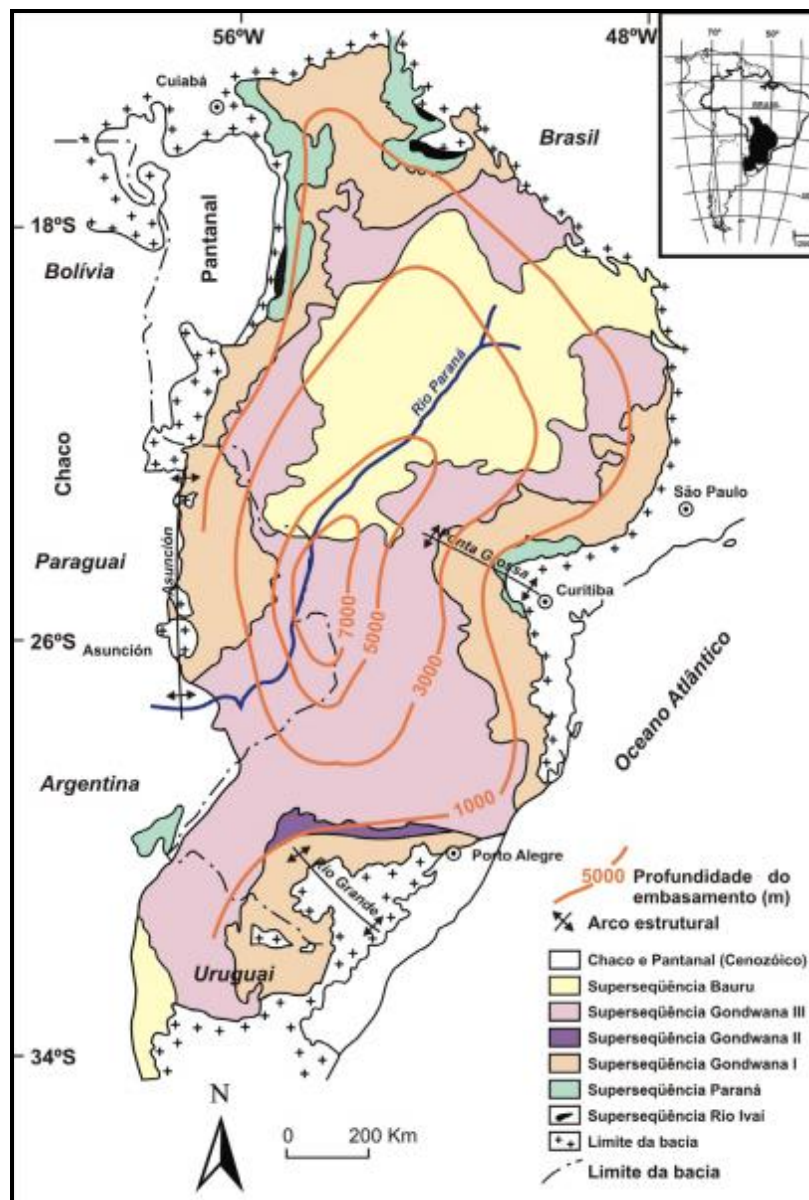 56ºW
48ºW
70º
50º
BRASIL
Cuiabá
Brasil
18ºS
Bolívia
Pantanal
Rio Paraná
Chaco
São Paulo
Ponta Grossa
Paraguai
Asunción
Curitiba
7000
5000
26ºS
Asunción
3000
Oceano Atlântico
Argentina
1000
Porto Alegre
Rio Grande
5000 Profundidade do
embasamento (m)
Arco estrutural
Chaco e Pantanal (Cenozóico)
Uruguai
Superseqüência Bauru
Superseqüência Gondwana III
Superseqüência Gondwana II
34ºS
Superseqüência Gondwana I
Superseqüência Paraná
N
Superseqüência Rio Ivaí
0 200 Km
Limite da bacia
Limite da bacia